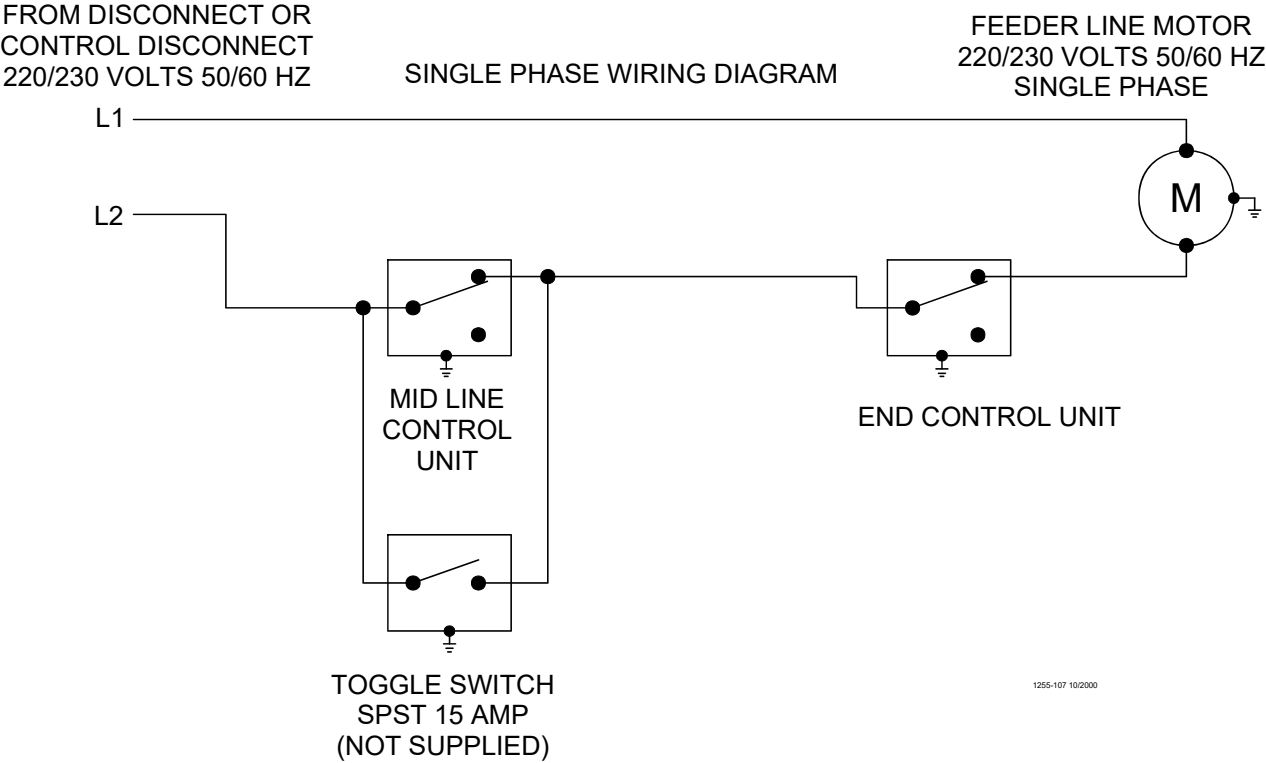 FROM DISCONNECT OR
CONTROL DISCONNECT
220/230 VOLTS 50/60 HZ
SINGLE PHASE WIRING DIAGRAM
FEEDER LINE MOTOR
220/230 VOLTS 50/60 HZ
SINGLE PHASE
L1
M
L2
MID LINE
CONTROL
UNIT
END CONTROL UNIT
TOGGLE SWITCH
SPST 15 AMP
(NOT SUPPLIED)
1255-107 10/2000